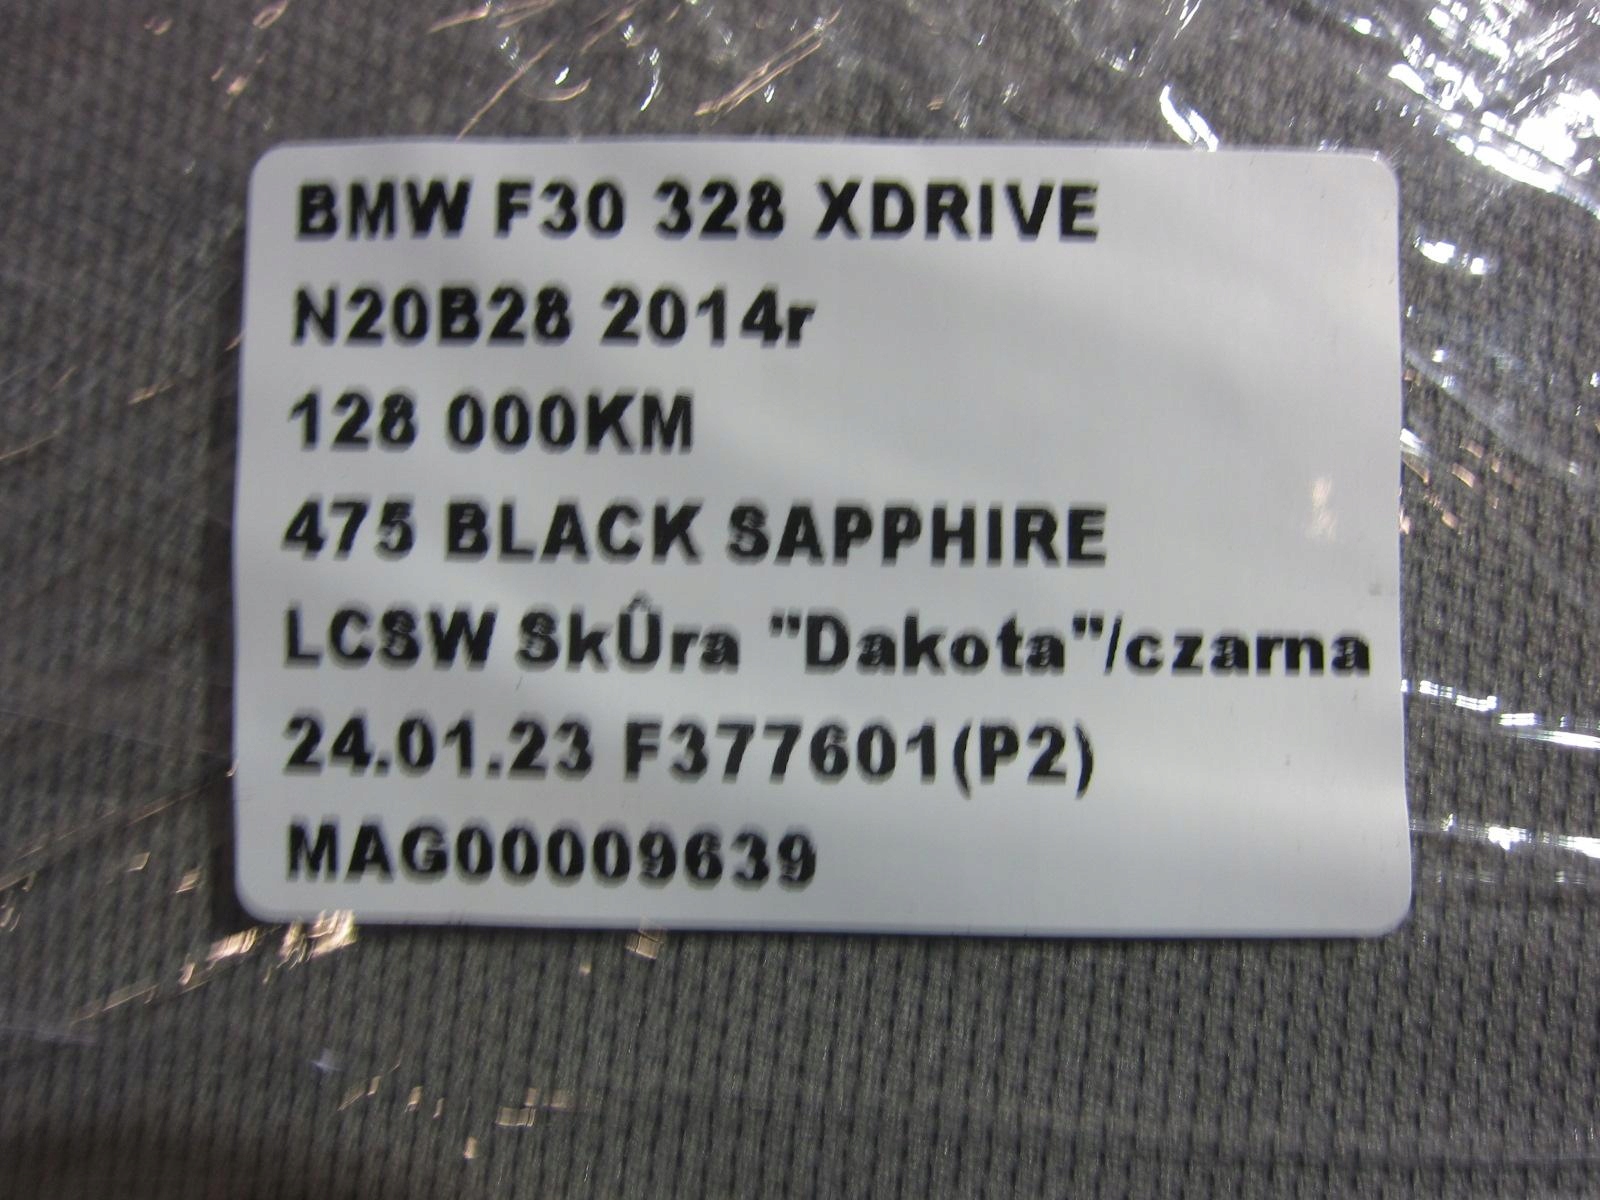 BMW F30 328 XDRIVE
N20B28 2014r
128 000KM
475 BLACK SAPPHIRE
LCSW SkÛra "Dakota"/czarna
24.01.23 F377601(P2)
MAG00009639